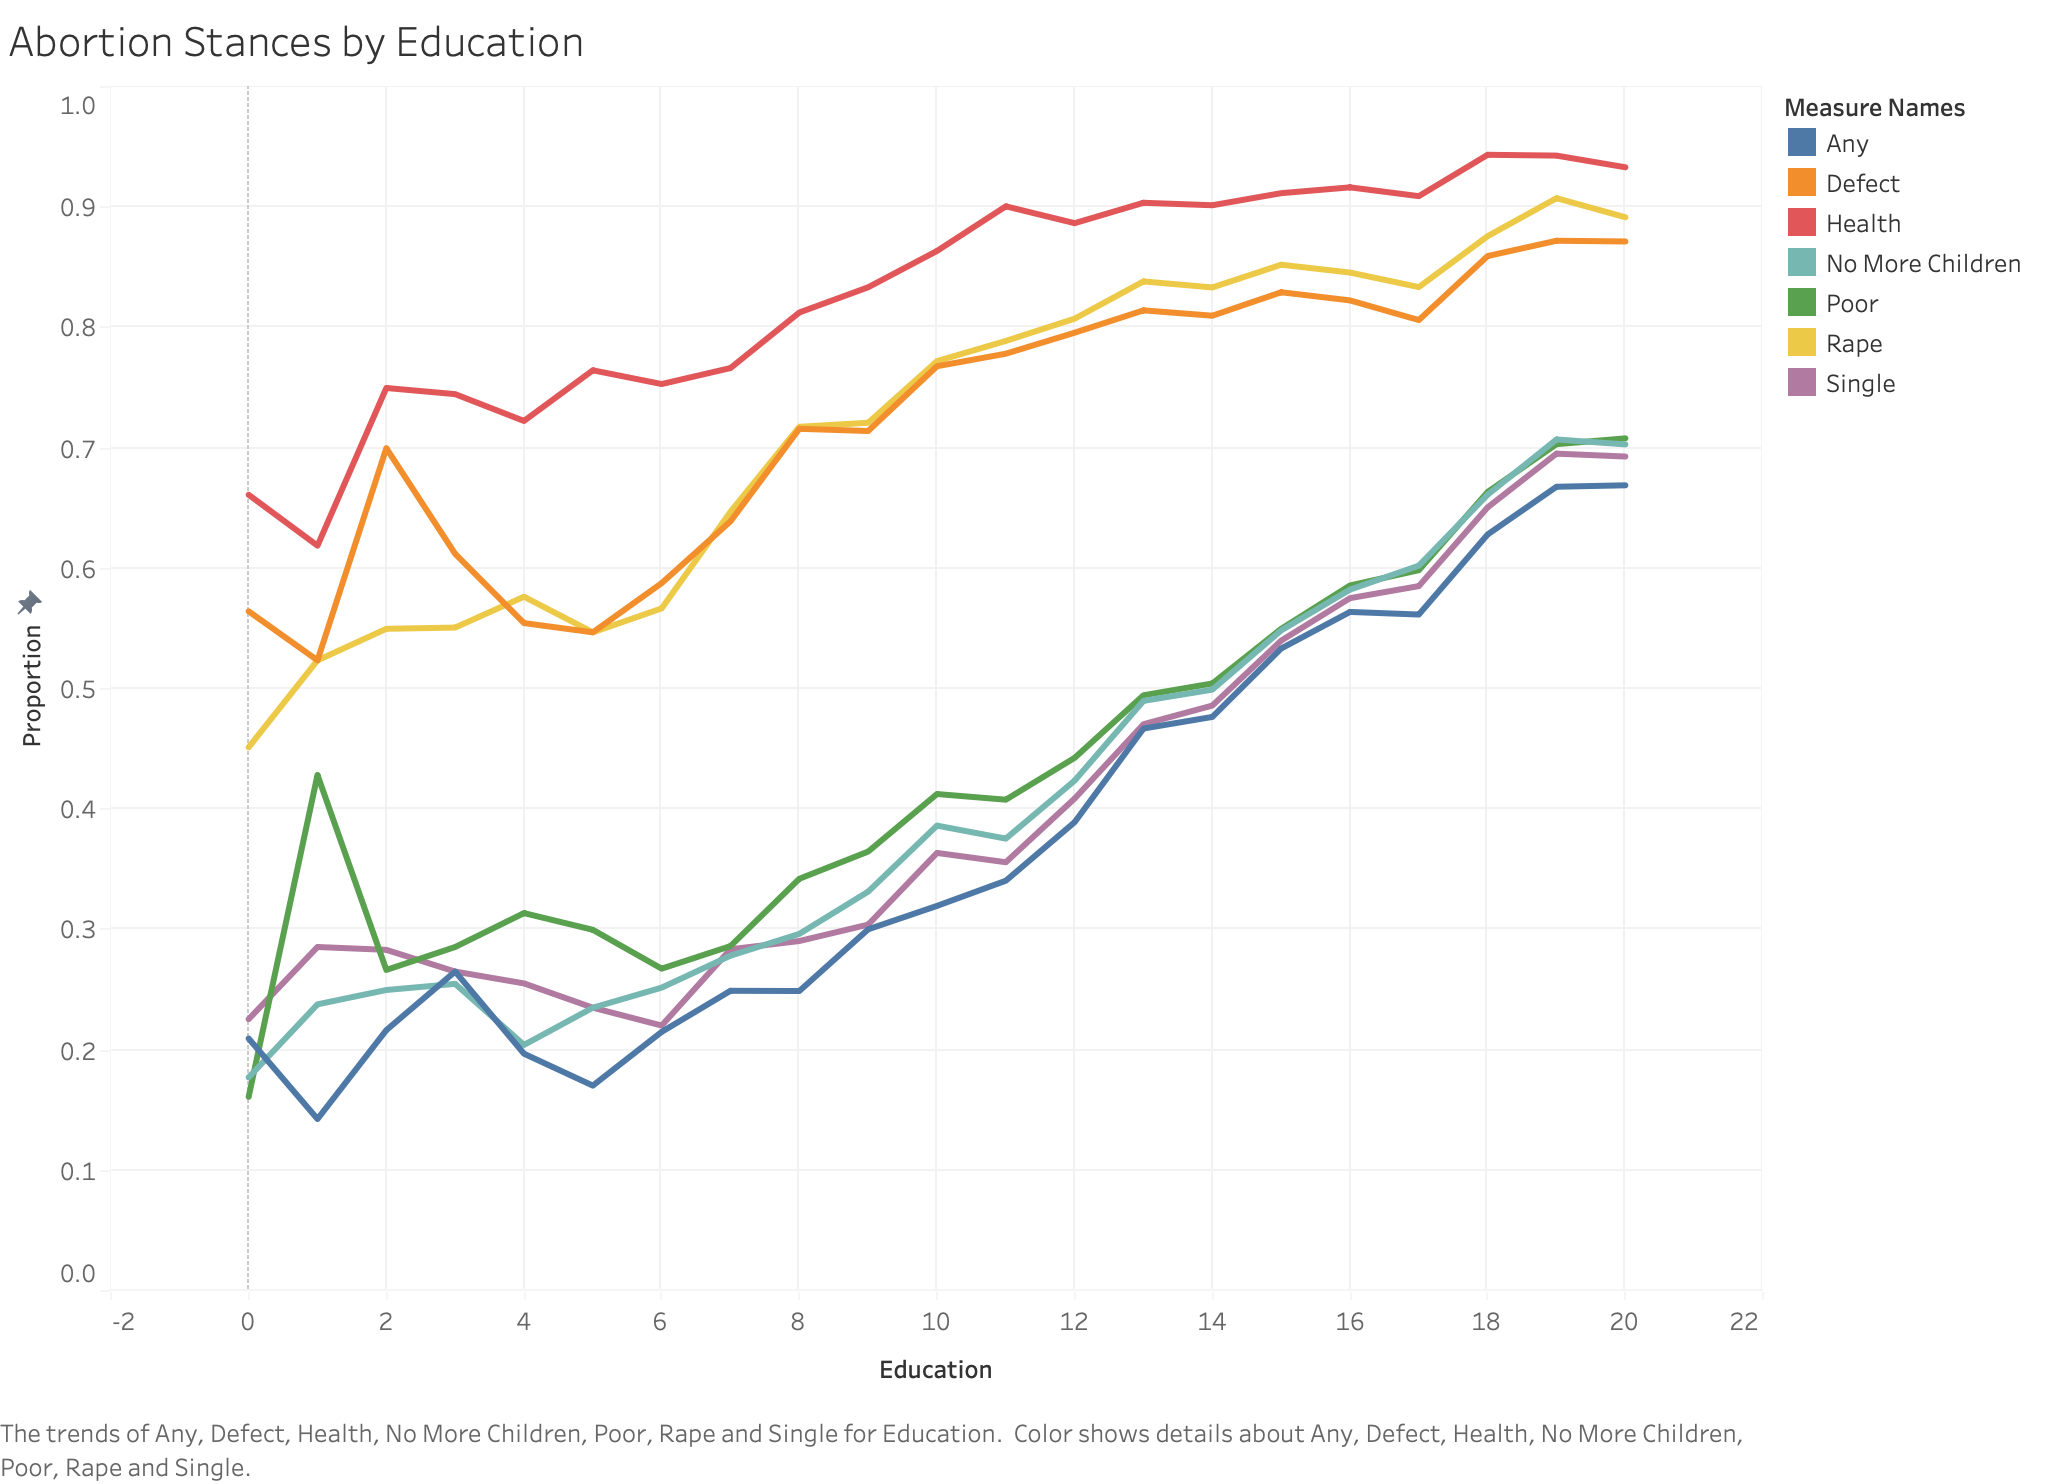 Abortion Stances by Education
1.0
0.9
0.8
0.7
0.6
0.5
0.4
0.3
0.2
0.1
0.0
Proportion
-2 0 2 4 6 8 10 12 14 16 18 20 22
Education
Measure Names
Any
Defect
Health
No More Children
Poor
Rape
Single
The trends of Any, Defect, Health, No More Children, Poor, Rape and Single for Education.  Color shows details about Any, Defect, Health, No More Children,
Poor, Rape and Single.